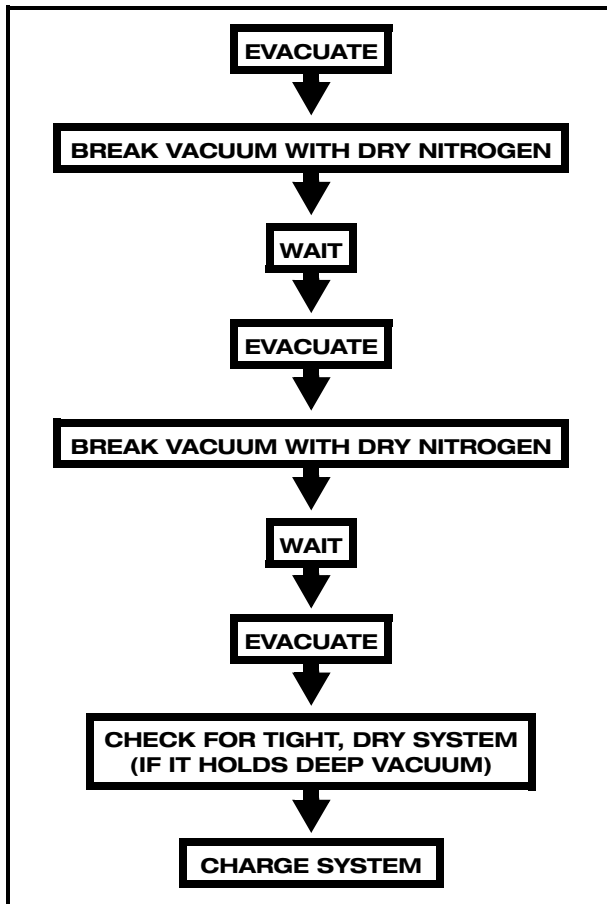 EVACUATE
BREAK VACUUM WITH DRY NITROGEN
WAIT
EVACUATE
BREAK VACUUM WITH DRY NITROGEN
WAIT
EVACUATE
CHECK FOR TIGHT, DRY SYSTEM
(IF IT HOLDS DEEP VACUUM)
CHARGE SYSTEM